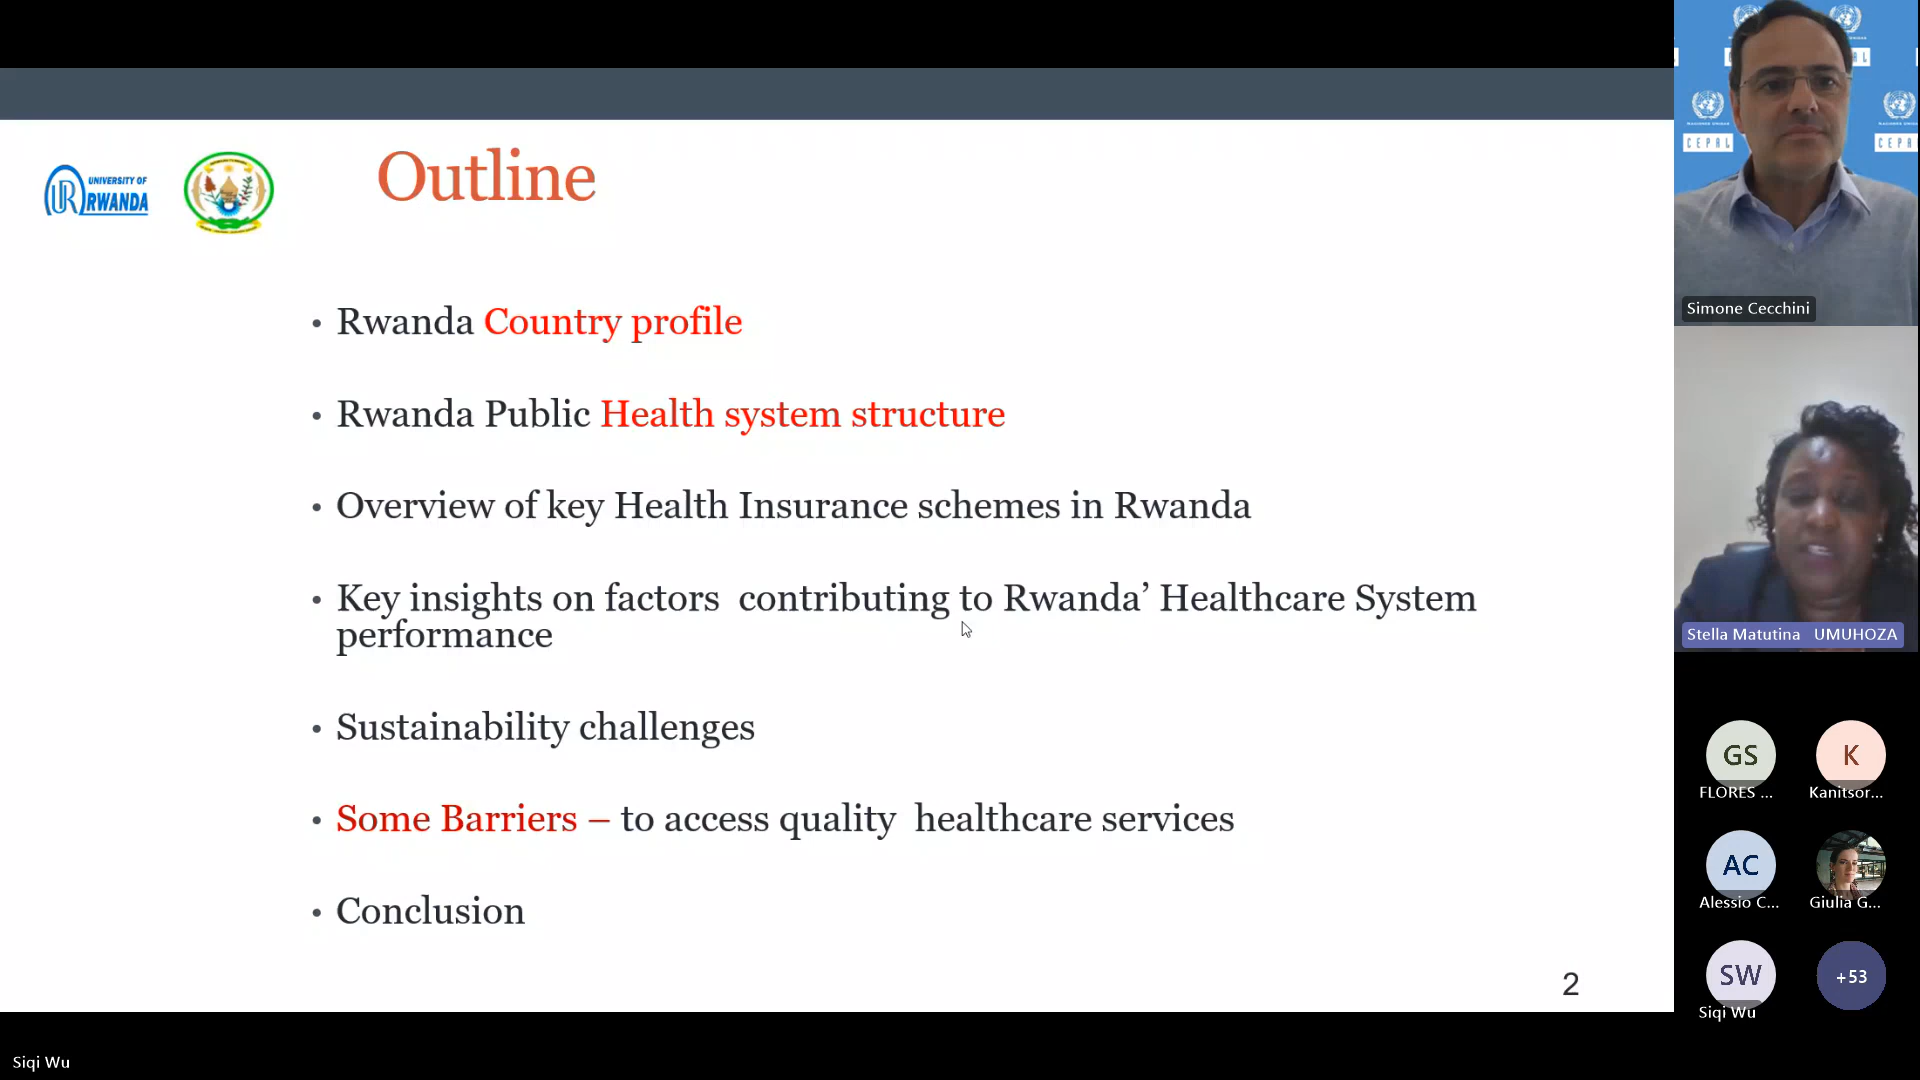 UNIVERSITY OF
UR RWANDA
Outline
• Rwanda Country profile
• Rwanda Public Health system structure
• Overview of key Health Insurance schemes in Rwanda
• Key insights on factors  contributing to Rwanda’ Healthcare System
performance
• Sustainability challenges
• Some Barriers – to access quality  healthcare services
• Conclusion
2
CEPAL
Simone Cecchini
Stella Matutina   UMUHOZA
GS
FLORES ...
K
Kanitsor...
AC
Alessio C...
Giulia G...
SW
Siqi Wu
+53
Siqi Wu